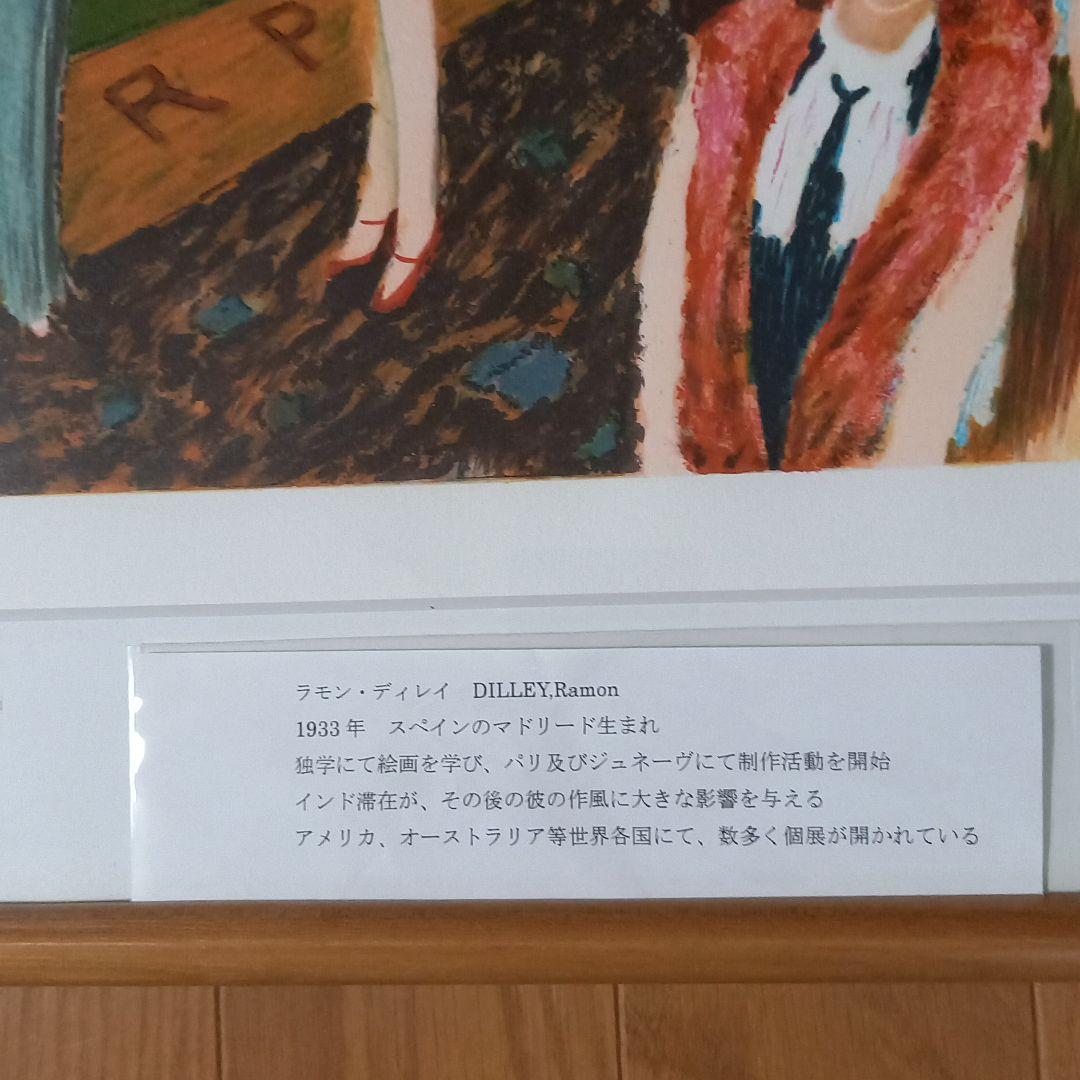 R P
ラモン・ディレイ　DILLEY,Ramon
1933 年　スペインのマドリード生まれ
独学にて絵画を学び、パリ及びジュネーヴにて制作活動を開始
インド滞在が、その後の彼の作風に大きな影響を与える
アメリカ、オーストラリア等世界各国にて、数多く個展が開かれている